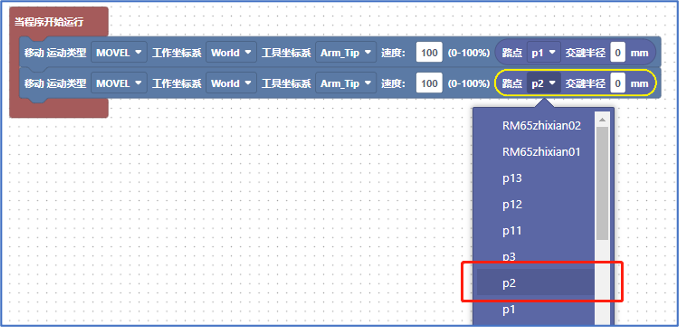 当程序开始运行
移动 运动类型 MOVEL 工作坐标系 World 工具坐标系 Arm_Tip 速度: 100 (0-100%) 路点 p1 交融半径 0 mm
移动 运动类型 MOVEL 工作坐标系 World 工具坐标系 Arm_Tip 速度: 100 (0-100%) 路点 p2 交融半径 0 mm
RM65zhixian02
RM65zhixian01
p13
p12
p11
p3
p2
p1